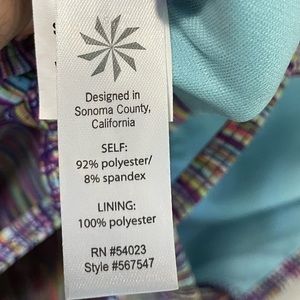 Designed in
Sonoma County,
California
SELF:
92% polyester/
8% spandex
LINING:
100% polyester
RN #54023
Style #567547